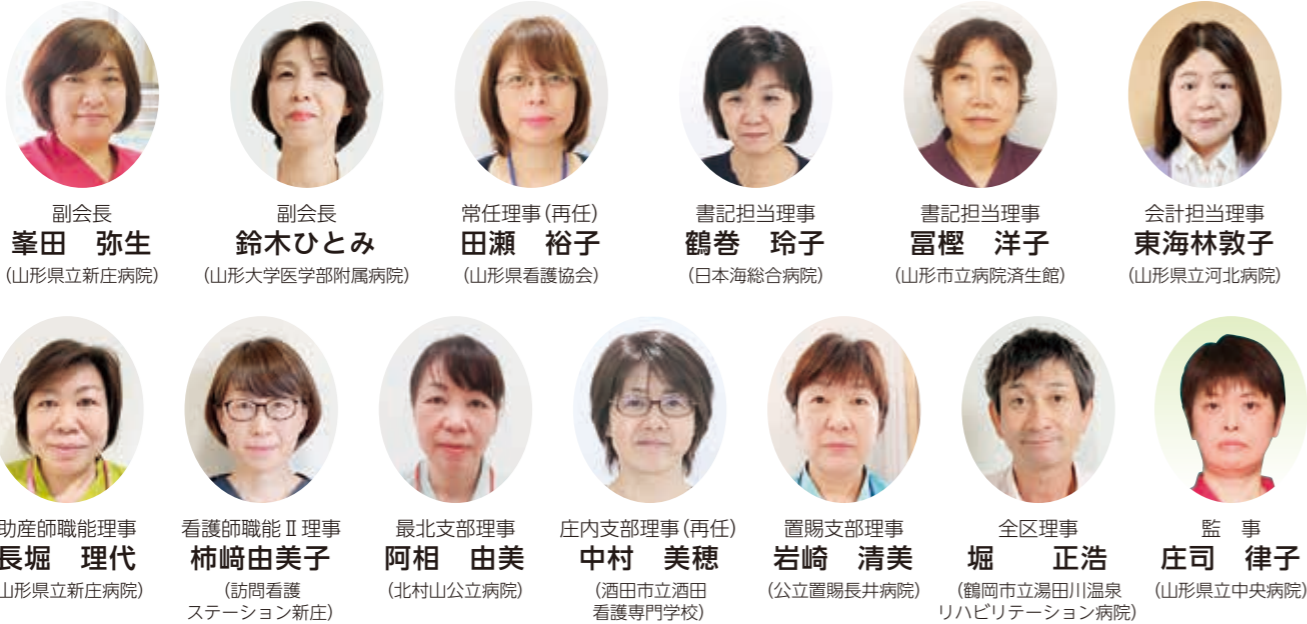 副会長
峯田　弥生
(山形県立新庄病院)
副会長
鈴木ひとみ
(山形大学医学部附属病院)
常任理事(再任)
田瀬　裕子
(山形県看護協会)
書記担当理事
鶴巻　玲子
(日本海総合病院)
書記担当理事
冨樫　洋子
(山形市立病院済生館)
会計担当理事
東海林敦子
(山形県立河北病院)
助産師職能理事
長堀　理代
山形県立新庄病院)
看護師職能Ⅱ理事
柿﨑由美子
(訪問看護
ステーション新庄)
最北支部理事
阿相　由美
(北村山公立病院)
庄内支部理事(再任)
中村　美穂
(酒田市立酒田
看護専門学校)
置賜支部理事
岩崎　清美
(公立置賜長井病院)
全区理事
堀　　正浩
(鶴岡市立湯田川温泉
リハビリテーション病院)
監　事
庄司　律子
(山形県立中央病院)